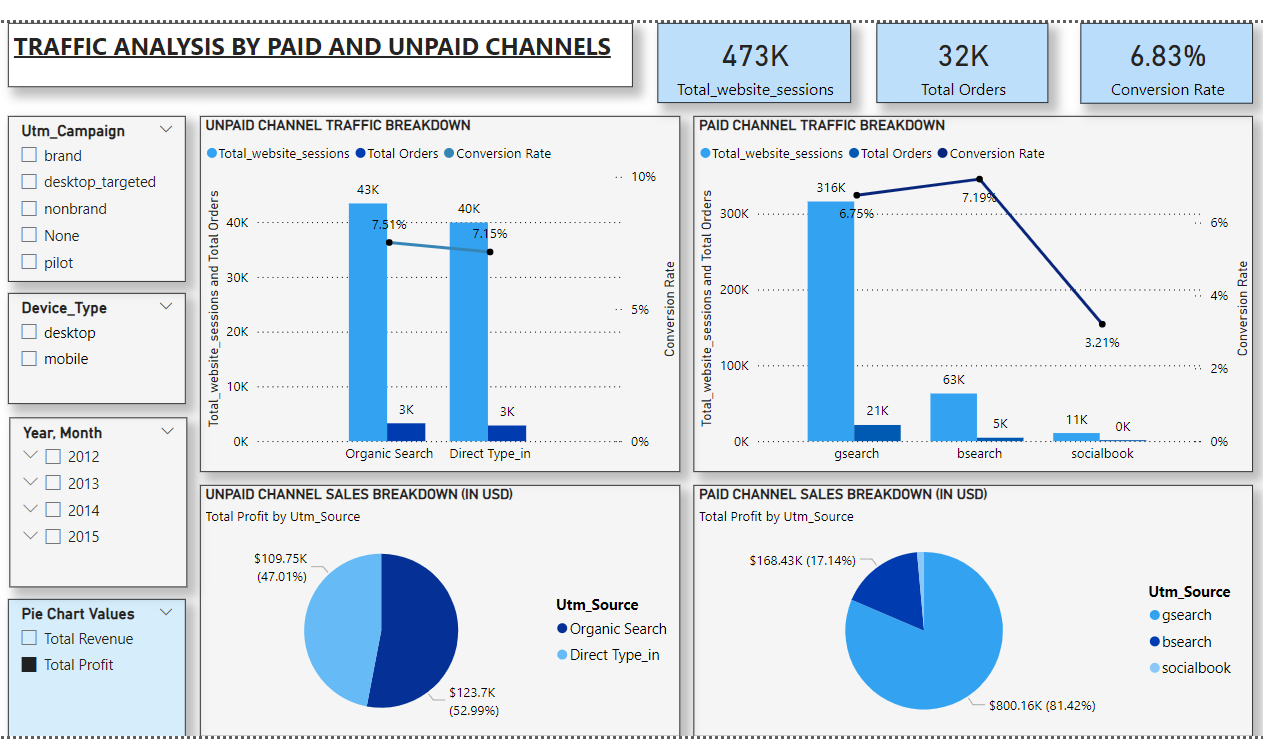 TRAFFIC ANALYSIS BY PAID AND UNPAID CHANNELS
473K
Total_website_sessions
32K
Total Orders
6.83%
Conversion Rate
Utm_Campaign
brand
desktop_targeted
nonbrand
None
pilot
Device_Type
desktop
mobile
Year, Month
2012
2013
2014
2015
Pie Chart Values
Total Revenue
Total Profit
UNPAID CHANNEL TRAFFIC BREAKDOWN
Total_website_sessions Total Orders Conversion Rate
Total_website_sessions and Total Orders
40K
30K
20K
10K
0K
43K
7.51%
3K
40K
7.15%
3K
10%
5%
0%
Conversion Rate
Organic Search Direct Type_in
PAID CHANNEL TRAFFIC BREAKDOWN
Total_website_sessions Total Orders Conversion Rate
Total_website_sessions and Total Orders
300K
200K
100K
0K
316K
6.75%
21K
7.19%
63K
5K
3.21%
11K
0K
6%
4%
2%
0%
Conversion Rate
gsearch bsearch socialbook
UNPAID CHANNEL SALES BREAKDOWN (IN USD)
Total Profit by Utm_Source
$109.75K
(47.01%)
$123.7K
(52.99%)
Utm_Source
Organic Search
Direct Type_in
PAID CHANNEL SALES BREAKDOWN (IN USD)
Total Profit by Utm_Source
$168.43K (17.14%)
$800.16K (81.42%)
Utm_Source
gsearch
bsearch
socialbook